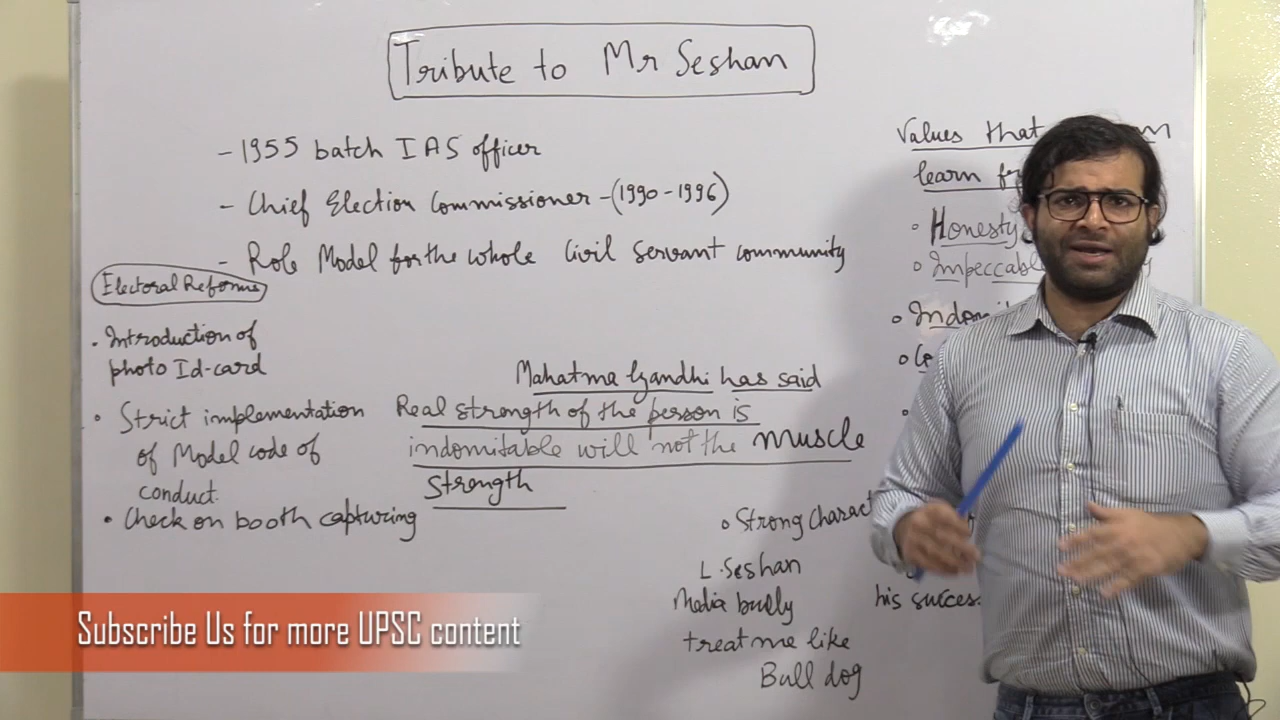 Tribute to Mr Seshan
- 1955 batch IAS officer
- Chief Election Commissioner - (1990 - 1996)
- Role Model for the whole Civil Servant community
Electoral Reforms
• Introduction of
photo Id-card
• Strict implementation
of Model code of
conduct.
• Check on booth capturing
Mahatma Gandhi has said
Real strength of the person is
indomitable will not the muscle
strength
Values that
learn
• Honesty
• Impeccable
• Strong
L. Seshan
Media bully
treat me like
Bull dog
his
Subscribe Us for more UPSC content